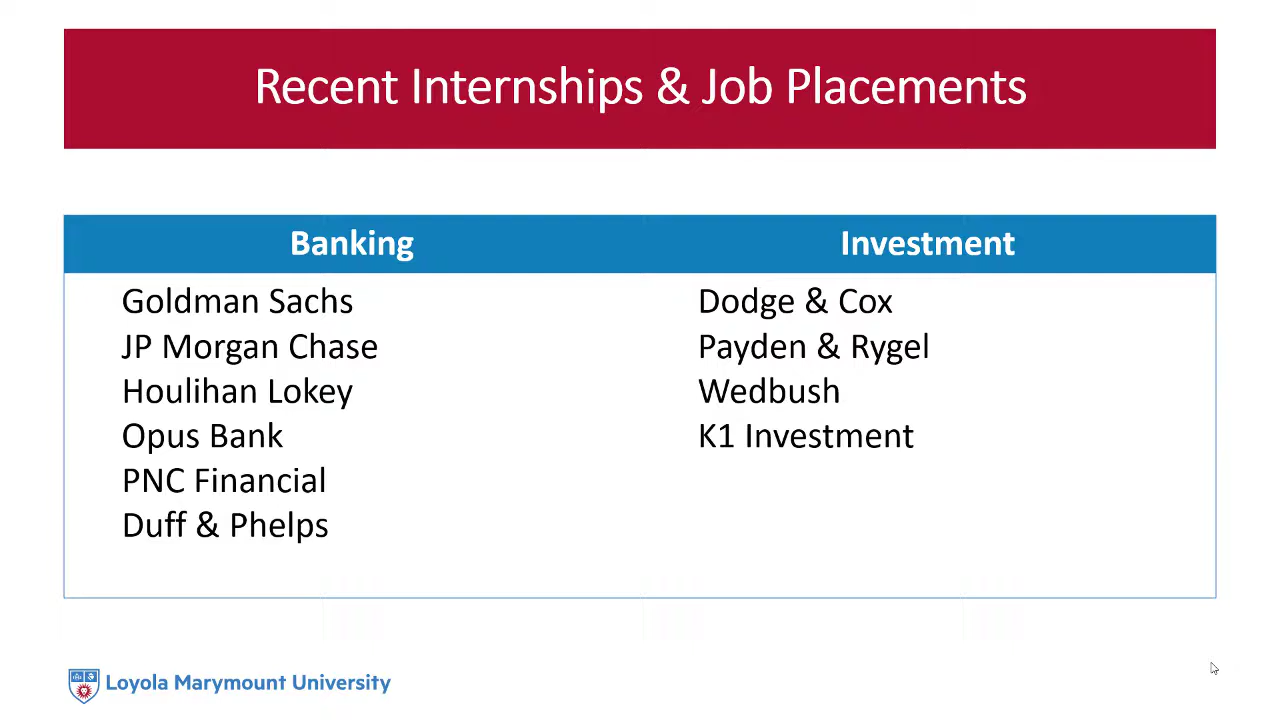 Recent Internships & Job Placements
Banking
Investment
Goldman Sachs
JP Morgan Chase
Houlihan Lokey
Opus Bank
PNC Financial
Duff & Phelps
Dodge & Cox
Payden & Rygel
Wedbush
K1 Investment
Loyola Marymount University